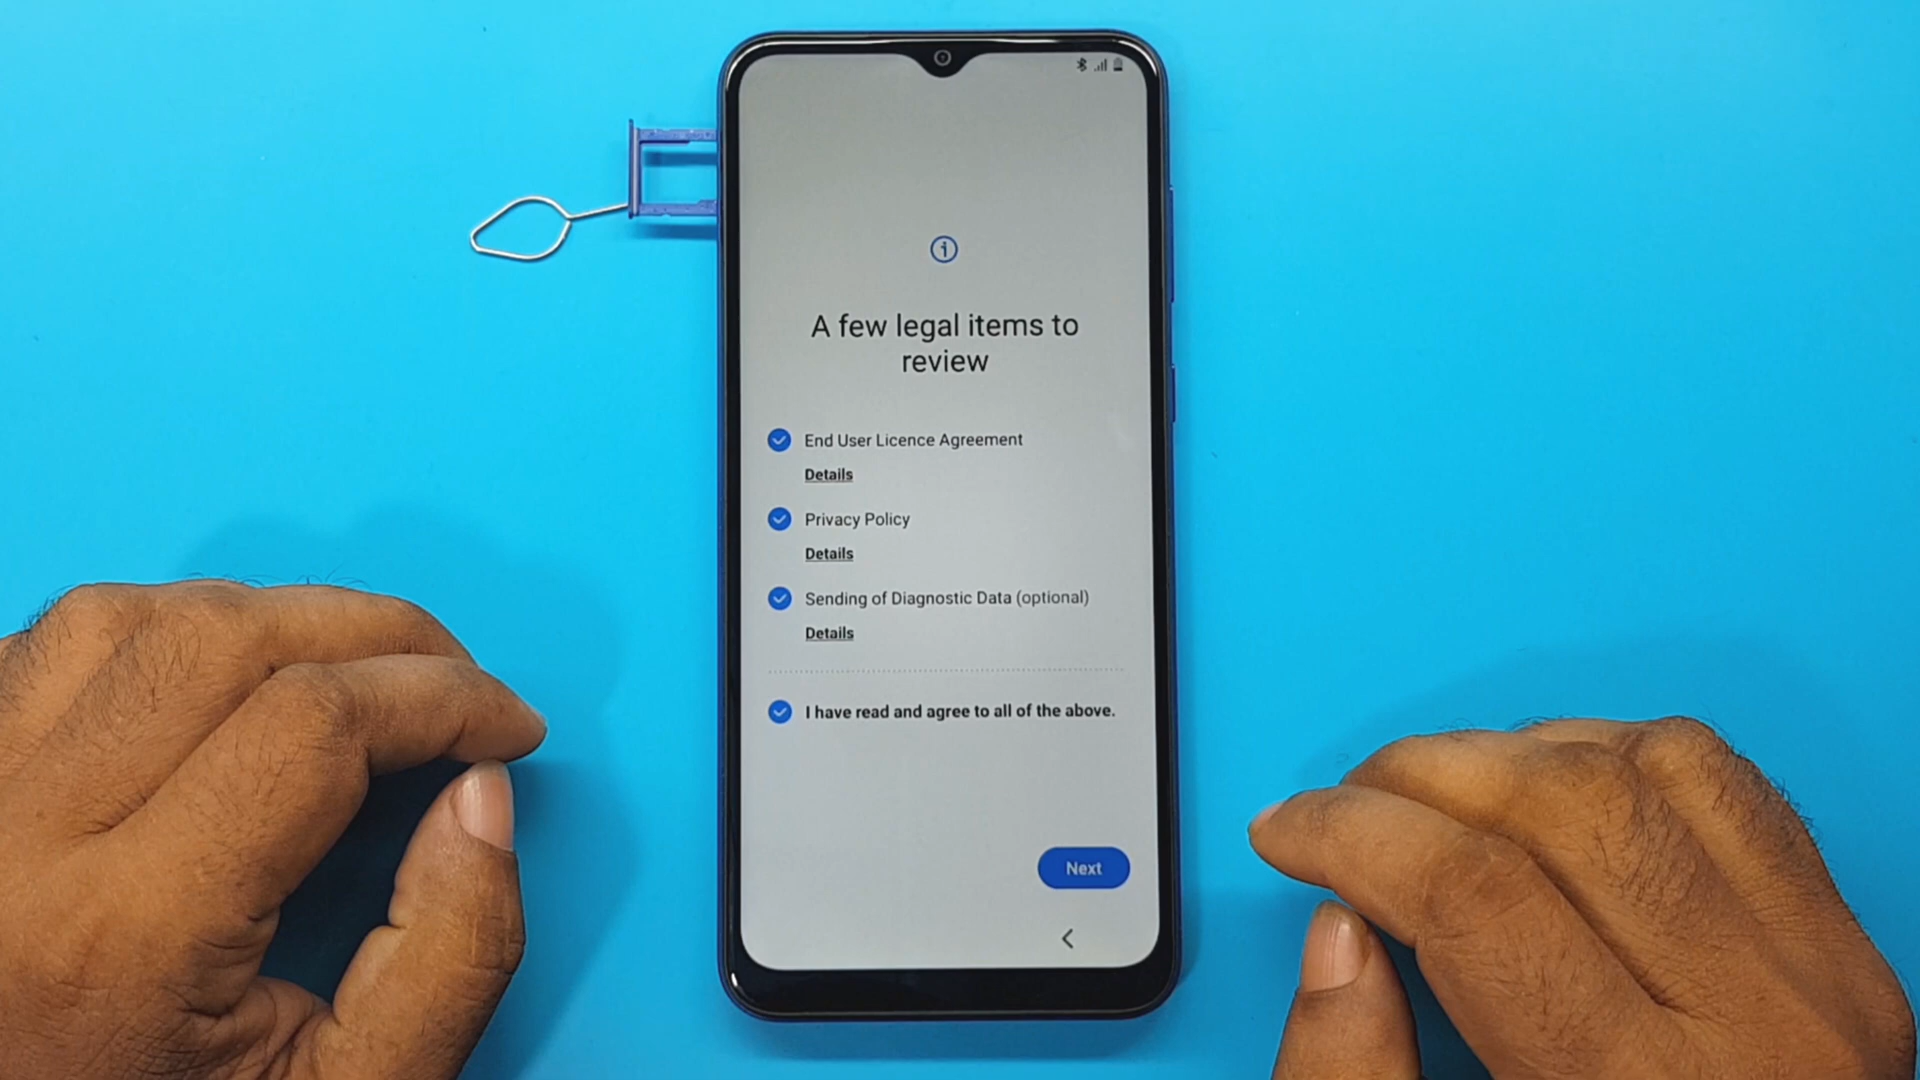 A few legal items to
review
End User Licence Agreement
Details
Privacy Policy
Details
Sending of Diagnostic Data (optional)
Details
I have read and agree to all of the above.
Next